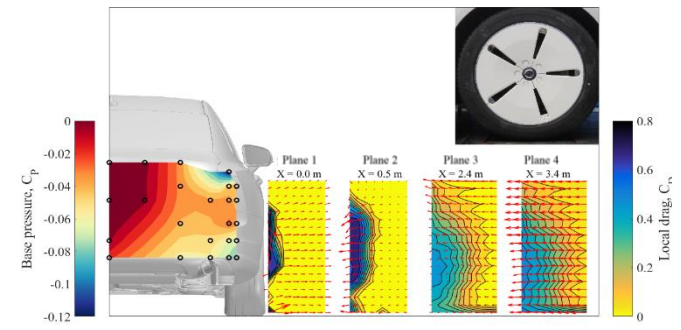 0
-0.02
-0.04
-0.06
-0.08
-0.1
-0.12
Base pressure, C_P
Plane 1
X = 0.0 m
Plane 2
X = 0.5 m
Plane 3
X = 2.4 m
Plane 4
X = 3.4 m
0.8
0.6
0.4
0.2
0
Local drag, C_D